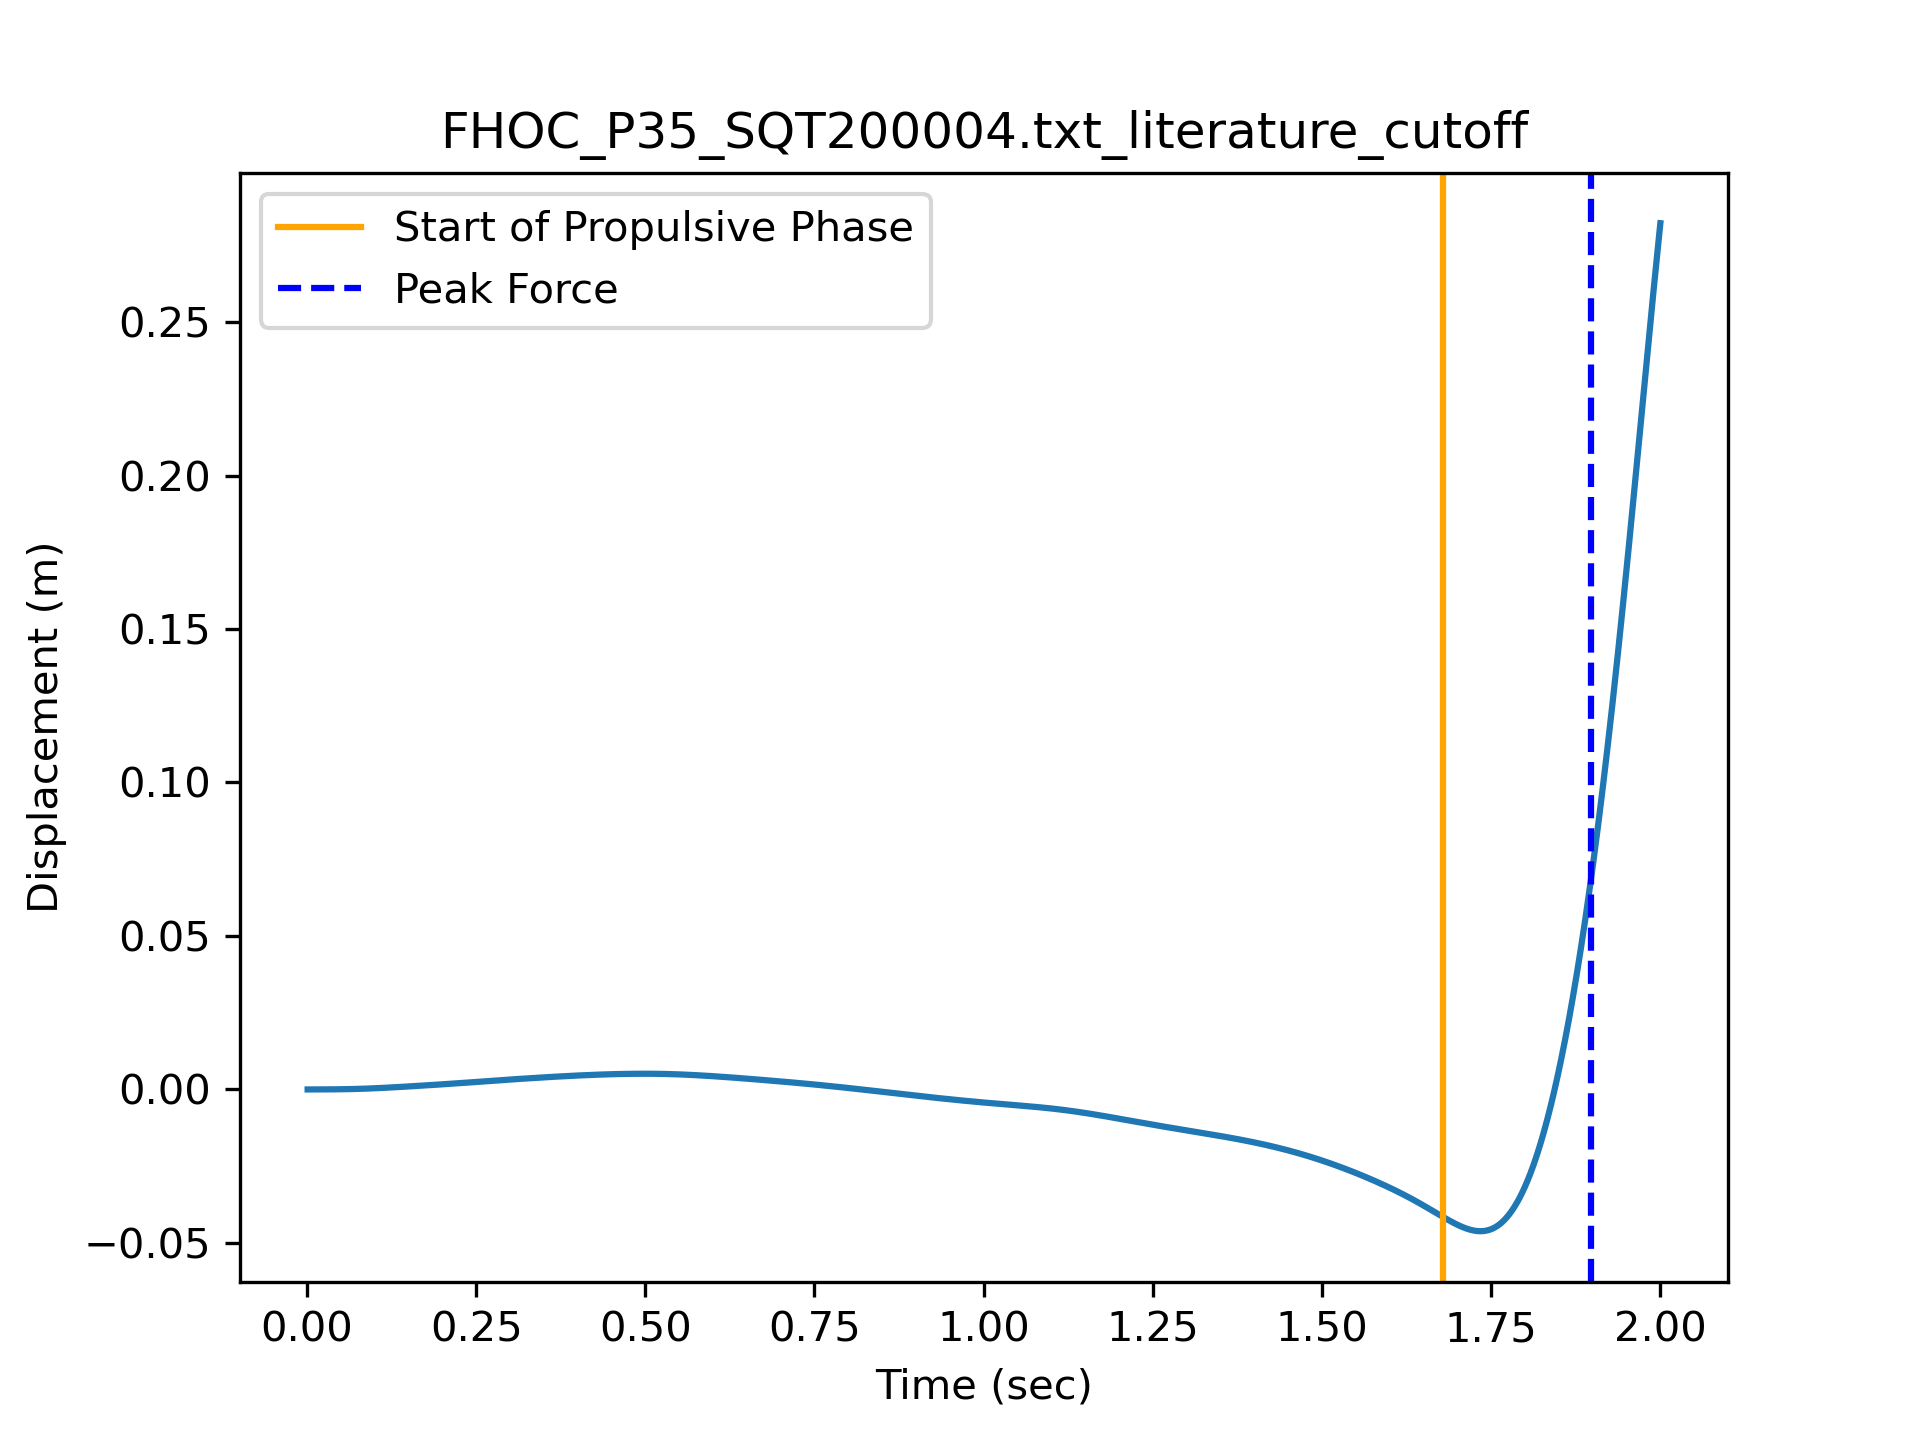 FHOC_P35_SQT200004.txt_literature_cutoff
Start of Propulsive Phase
Peak Force
Displacement (m)
0.25
0.20
0.15
0.10
0.05
0.00
−0.05
0.00 0.25 0.50 0.75 1.00 1.25 1.50 1.75 2.00
Time (sec)